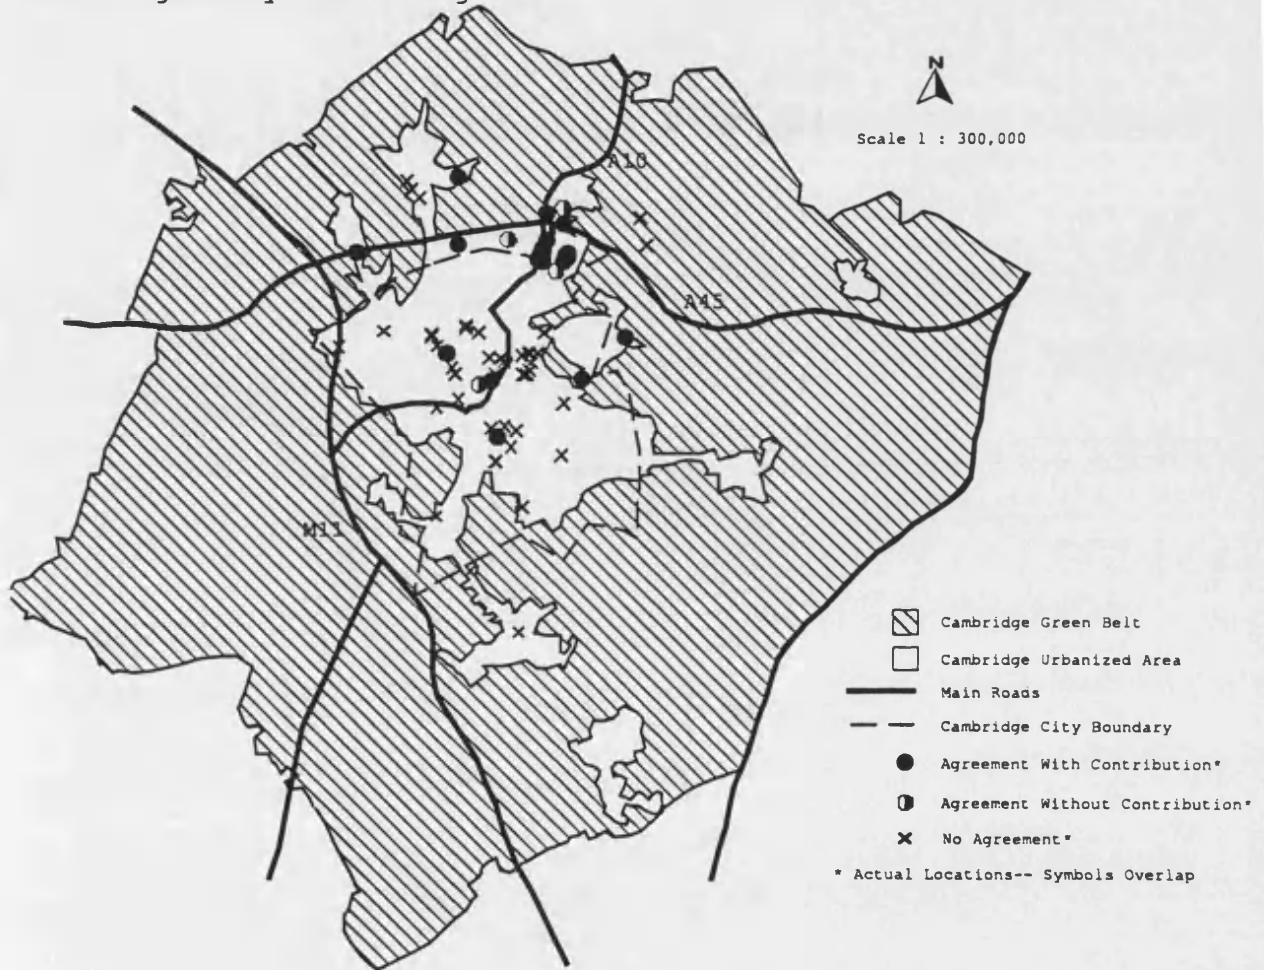 N
Scale 1 : 300,000
A10
A45
M11
Cambridge Green Belt
Cambridge Urbanized Area
Main Roads
Cambridge City Boundary
Agreement With Contribution*
Agreement Without Contribution*
No Agreement*
* Actual Locations-- Symbols Overlap